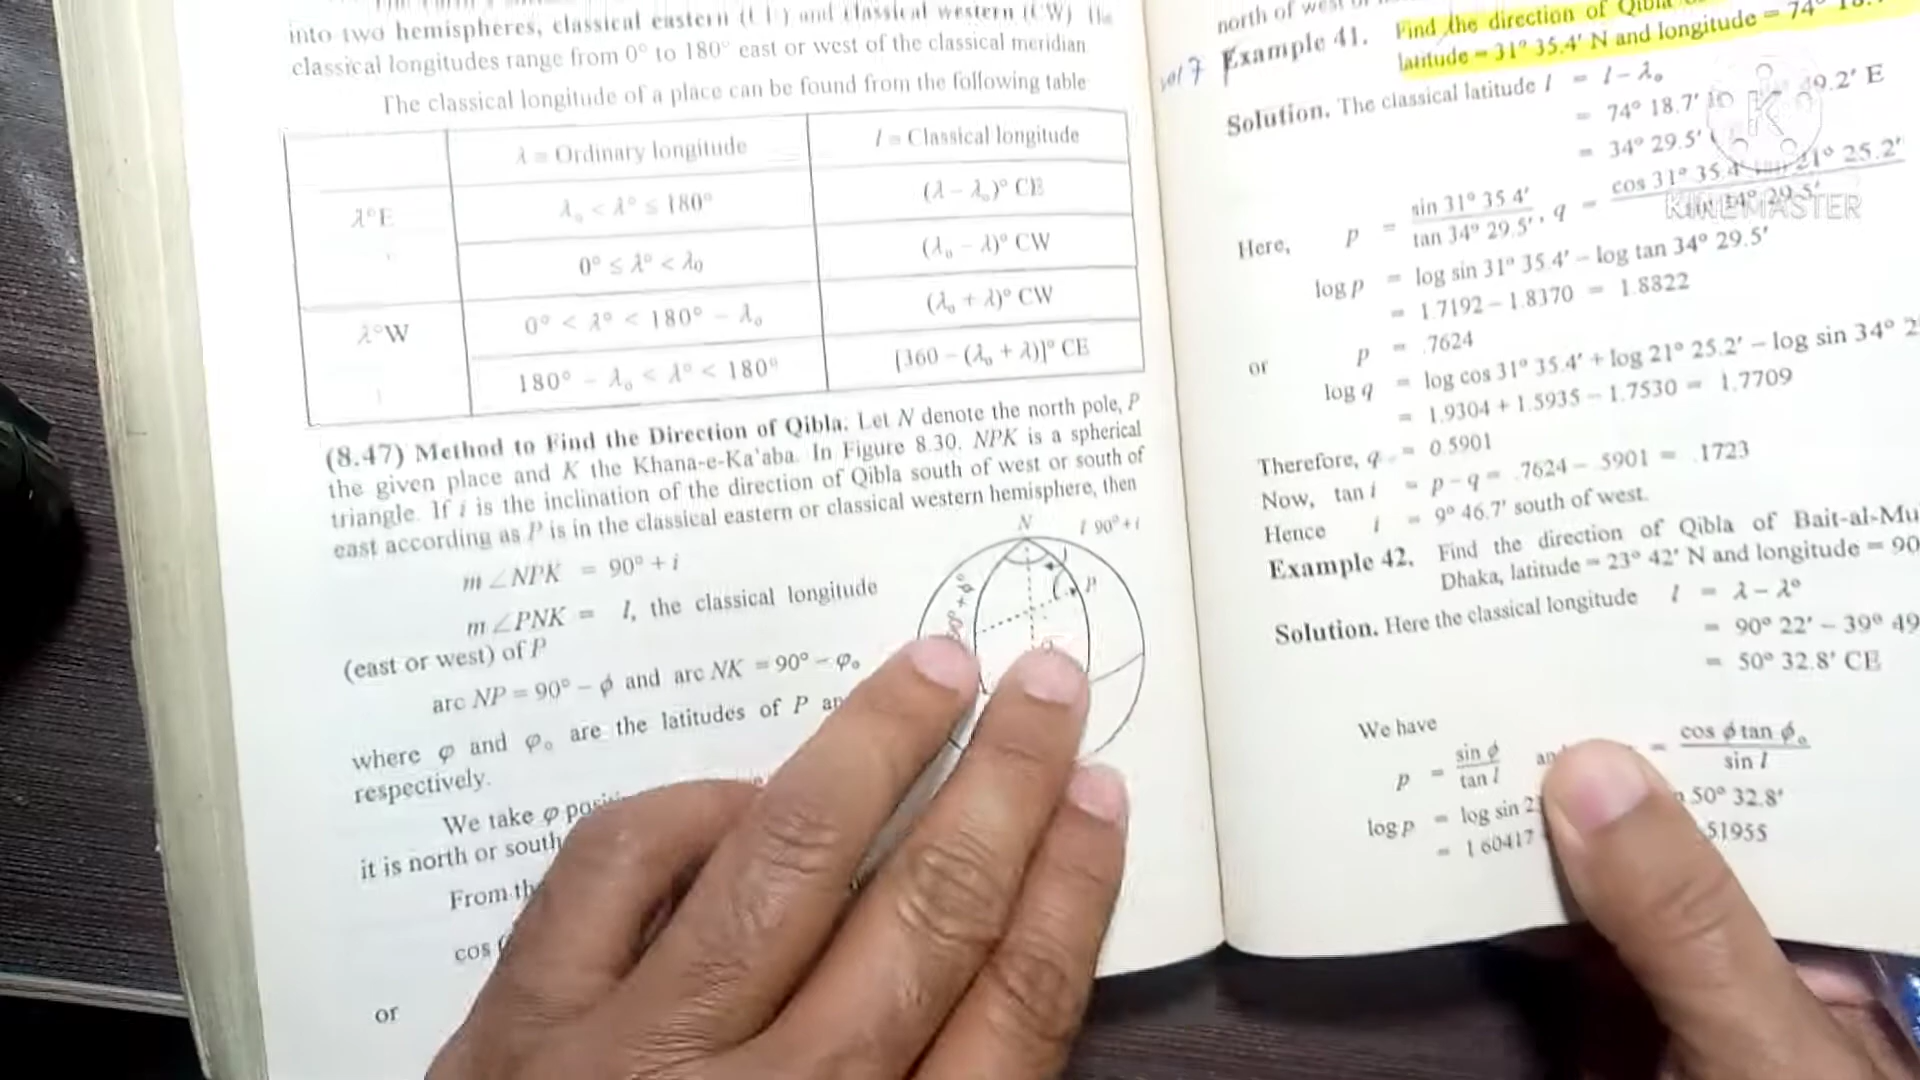 into two hemispheres, classical eastern (CE) and classical western (CW) The
classical longitudes range from 0° to 180° east or west of the classical meridian
The classical longitude of a place can be found from the following table
λ = Ordinary longitude
l = Classical longitude
λ°E
λ₀ < λ° ≤ 180°
(λ – λ₀)° CE
0° ≤ λ° < λ₀
(λ₀ – λ)° CW
λ°W
0° < λ° < 180° – λ₀
(λ₀ + λ)° CW
180° – λ₀ < λ° < 180°
[360 – (λ₀ + λ)]° CE
(8.47) Method to Find the Direction of Qibla: Let N denote the north pole, P
the given place and K the Khana-e-Ka'aba. In Figure 8.30. NPK is a spherical
triangle. If i is the inclination of the direction of Qibla south of west or south of
east according as P is in the classical eastern or classical western hemisphere, then
m∠NPK = 90° + i
m∠PNK = l, the classical longitude
(east or west) of P
arc NP = 90° – φ and arc NK = 90° – φ₀
where φ and φ₀ are the latitudes of P
respectively.
We take φ
it is north or south
From
cos
or
N
l 90°+i
P
north of west
Example 41. Find the direction of Qibla
latitude = 31° 35.4' N and longitude = 74°
Solution. The classical latitude l = l – λ₀
= 74° 18.7' 49.2' E
= 34° 29.5'
Here, p = sin 31° 35 4' / tan 34° 29.5', q = cos 31° 35.4' 21° 25.2' / 34° 29.5'
KINEMASTER
log p = log sin 31° 35 4' – log tan 34° 29.5'
= 1.7192 – 1.8370 = 1.8822
or p = .7624
log q = log cos 31° 35.4' + log 21° 25.2' – log sin 34°
= 1.9304 + 1.5935 – 1.7530 = 1.7709
Therefore, q = 0.5901
Now, tan i = p – q = .7624 – 5901 = .1723
Hence i = 9° 46.7' south of west.
Example 42. Find the direction of Qibla of Bait-al-Mu
Dhaka, latitude = 23° 42' N and longitude = 90
Solution. Here the classical longitude l = λ – λ°
= 90° 22' – 39° 49
= 50° 32.8' CE
We have
p = sin φ / tan l = cos φ tan φ₀ / sin l
log p = log sin 50° 32.8'
= 1 60417 51955